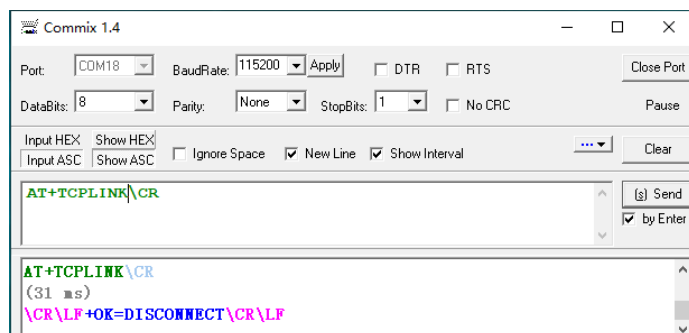 Commix 1.4
Port: COM18 BaudRate: 115200 Apply DTR RTS Close Port
DataBits: 8 Parity: None StopBits: 1 No CRC Pause
Input HEX Show HEX
Input ASC Show ASC Ignore Space New Line Show Interval ... Clear
AT+TCPLINK\CR (s) Send
by Enter
AT+TCPLINK\CR
(31 ms)
\CR\LF+OK=DISCONNECT\CR\LF